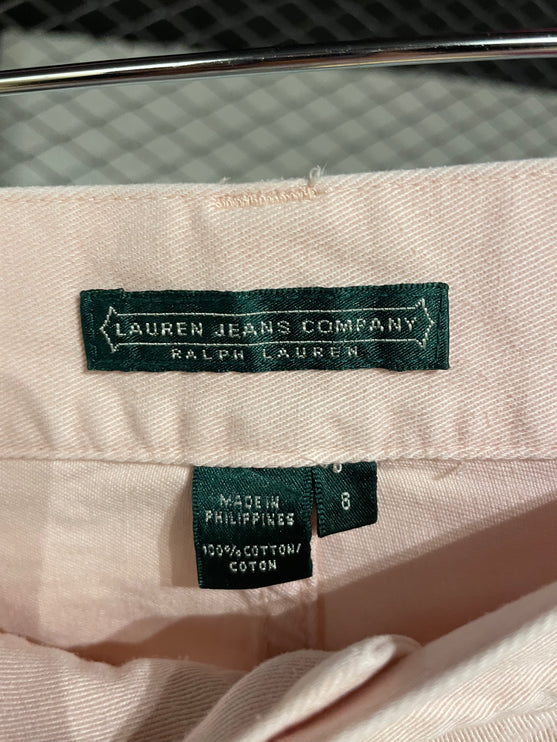 LAUREN JEANS COMPANY
RALPH LAUREN
MADE IN
PHILIPPINES
100% COTTON/
COTON
8